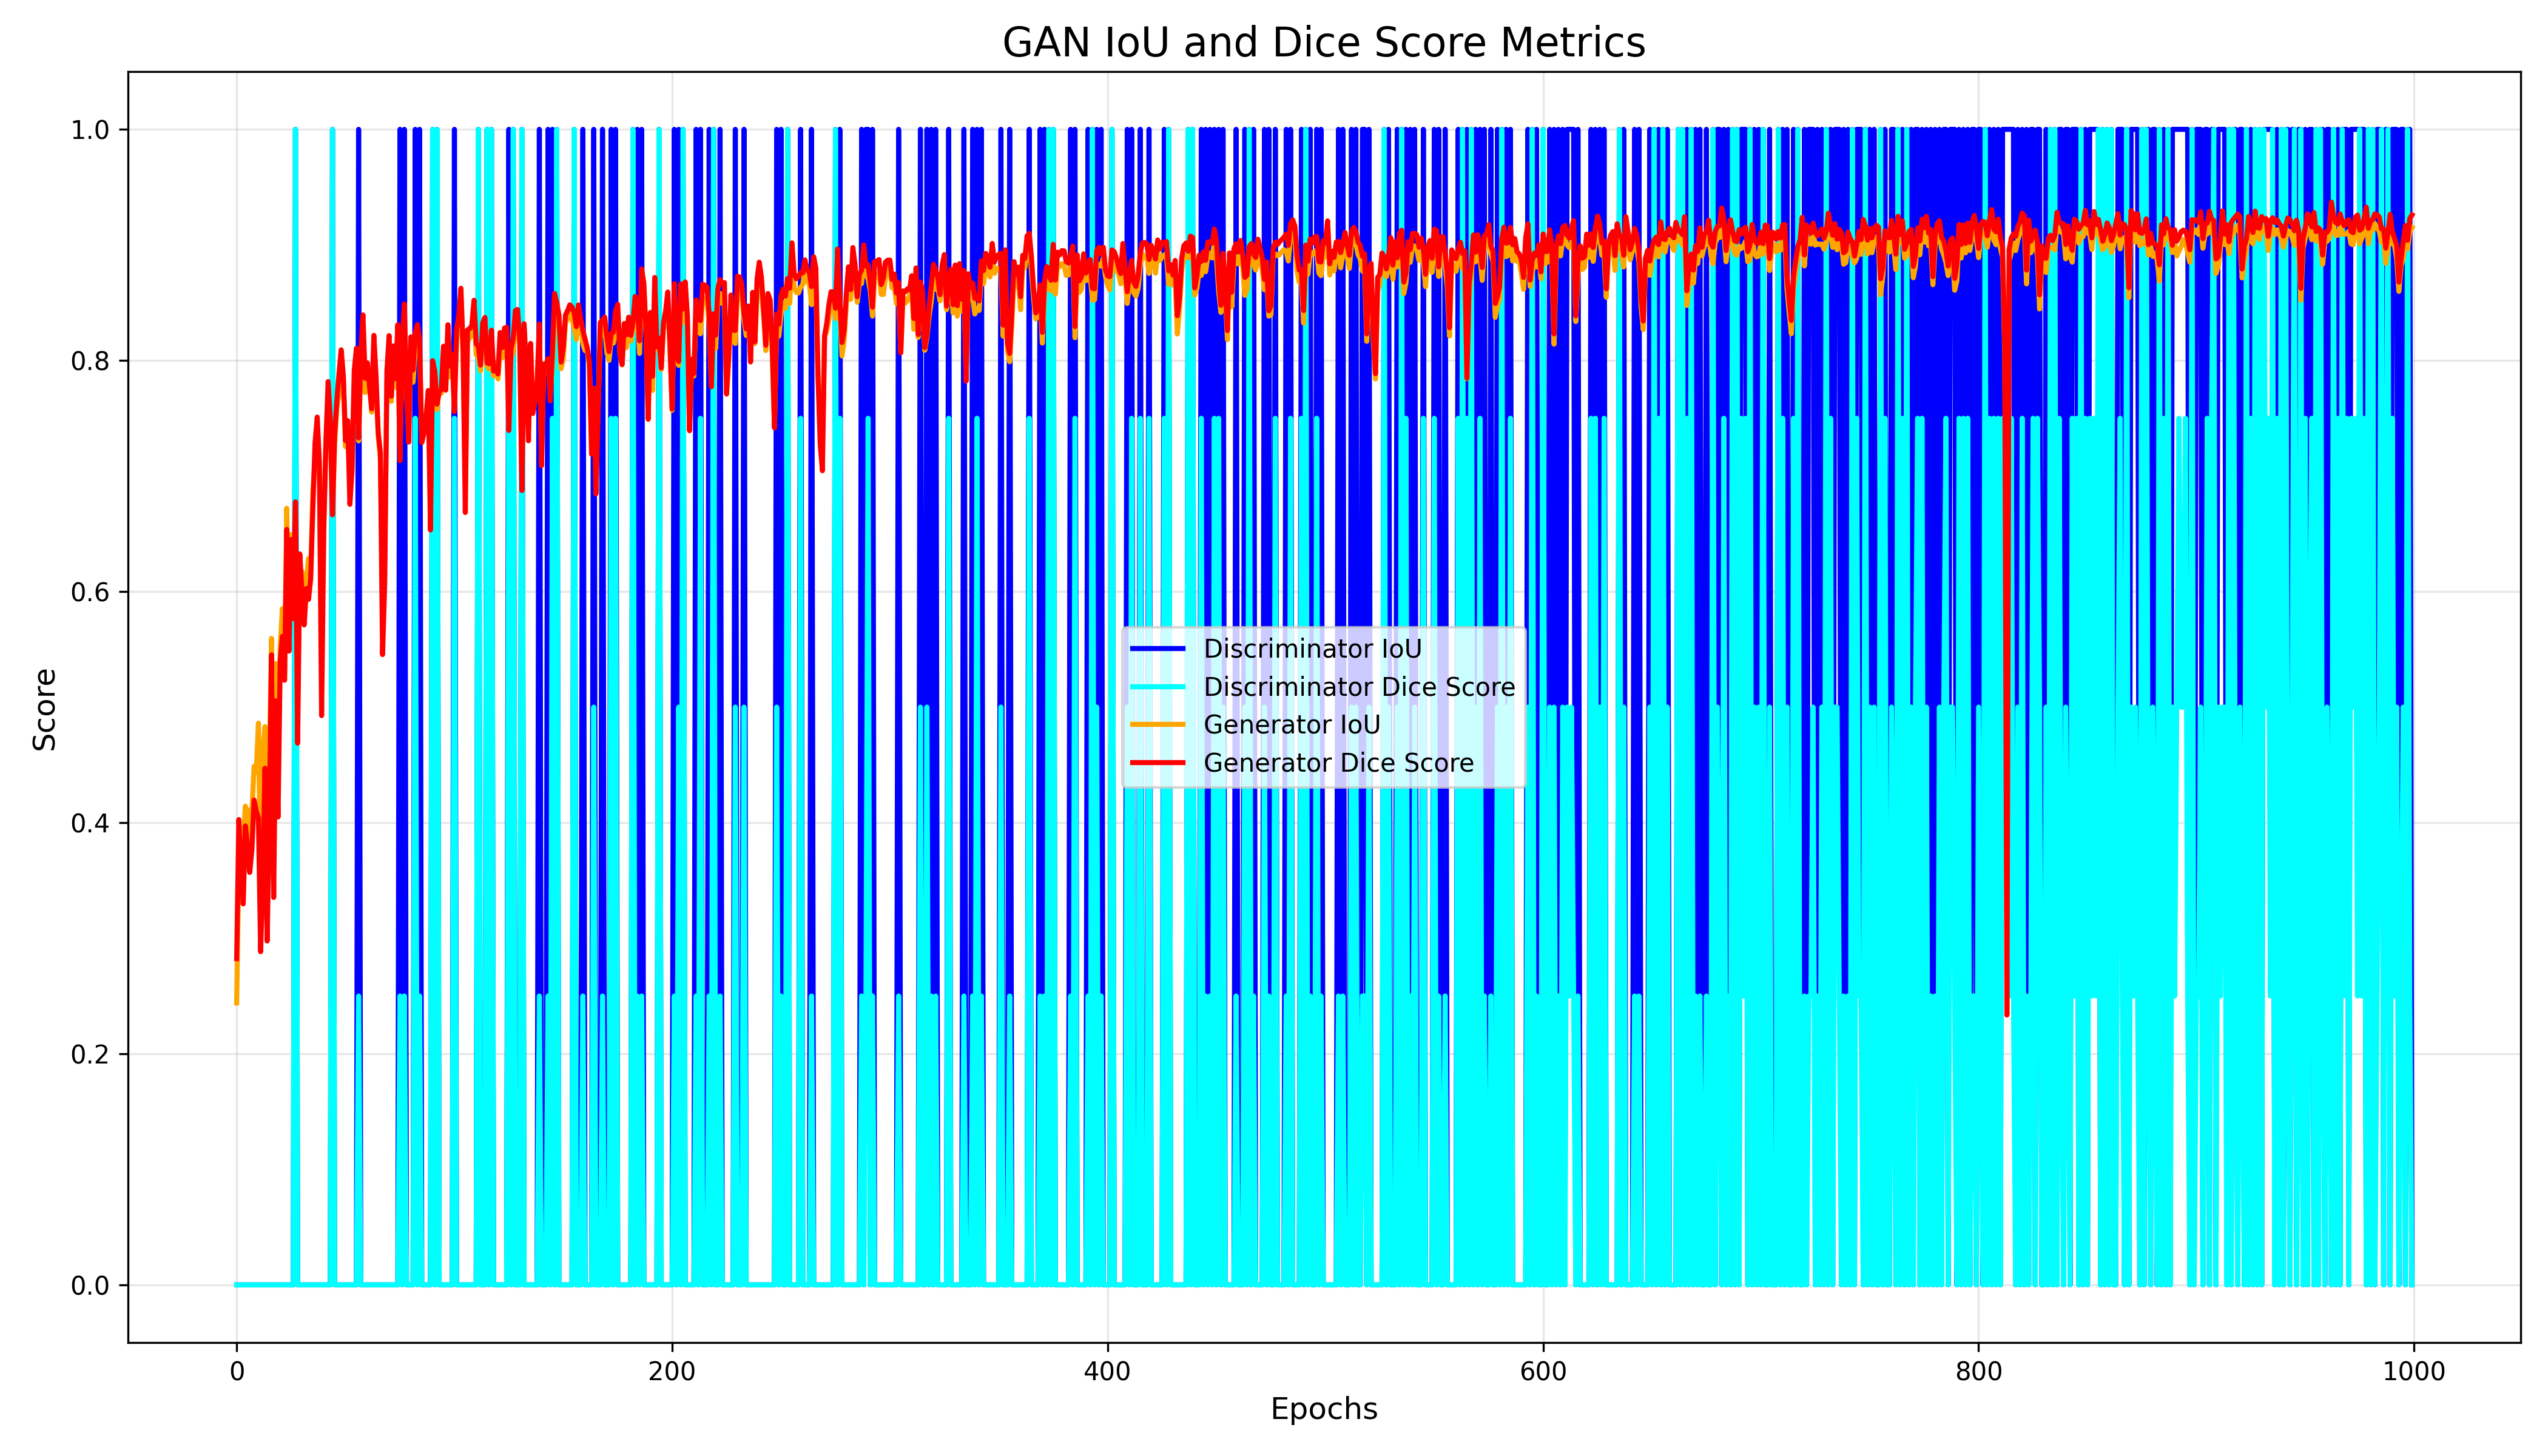 GAN IoU and Dice Score Metrics
1.0
0.8
0.6
0.4
0.2
0.0
Score
Discriminator IoU
Discriminator Dice Score
Generator IoU
Generator Dice Score
0 200 400 600 800 1000
Epochs